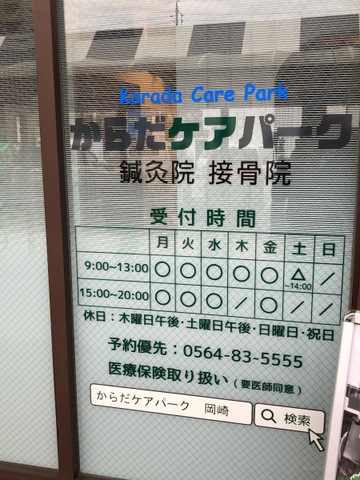 Karada Care Park
からだケアパーク
鍼灸院 接骨院
受付時間
月 火 水 木 金 土 日
9:00~13:00 ○ ○ ○ ○ ○ △~14:00 ／
15:00~20:00 ○ ○ ○ ／ ○ ／ ／
休日：木曜日午後・土曜日午後・日曜日・祝日
予約優先：0564-83-5555
医療保険取り扱い（要医師同意）
からだケアパーク 岡崎 検索